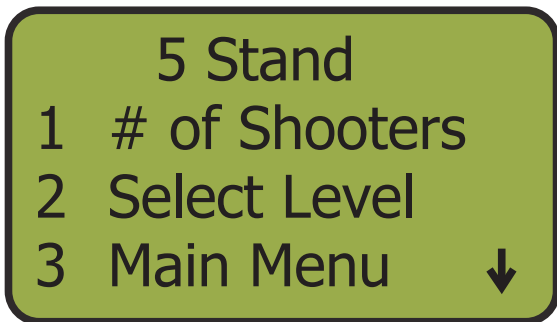 5 Stand
1 # of Shooters
2 Select Level
3 Main Menu ↓